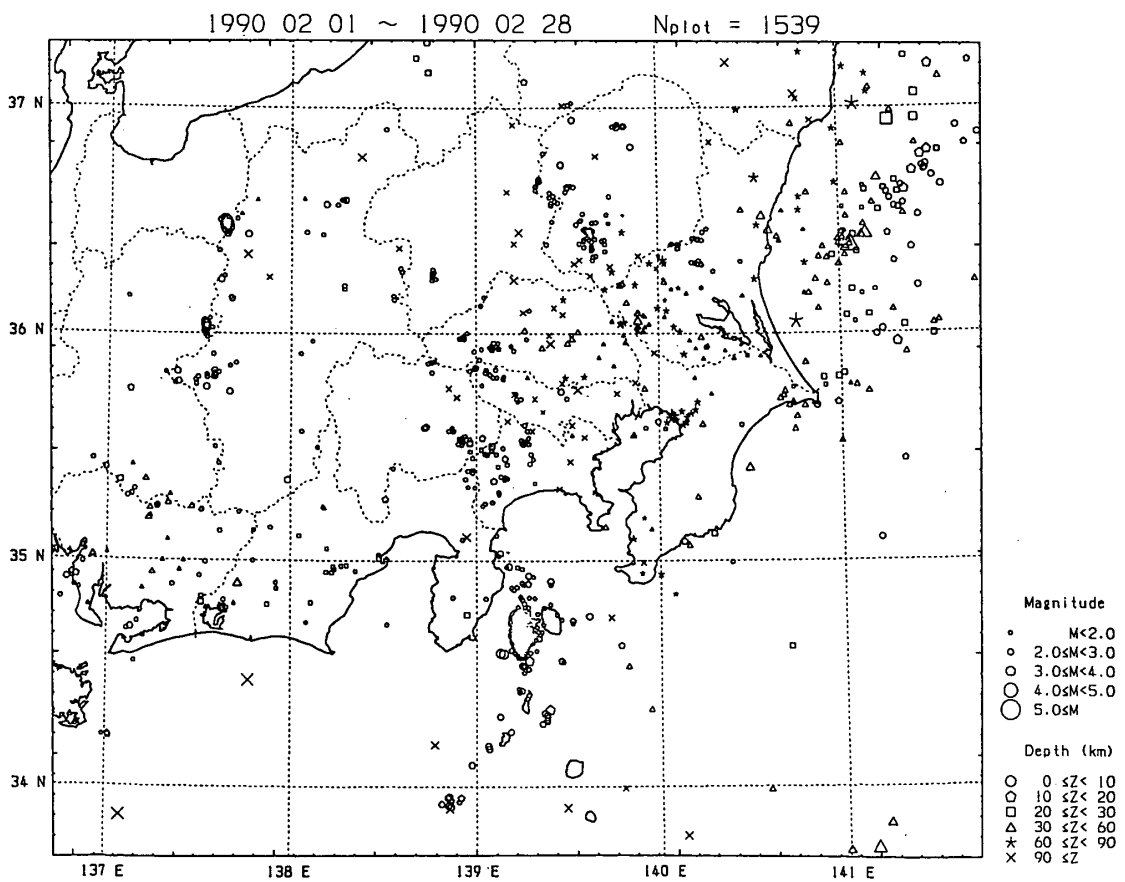 1990 02 01 ~ 1990 02 28 Nplot = 1539
37 N
36 N
35 N
34 N
137 E 138 E 139 E 140 E 141 E
Magnitude
M<2.0
2.0≤M<3.0
3.0≤M<4.0
4.0≤M<5.0
5.0≤M
Depth (km)
0 ≤Z< 10
10 ≤Z< 20
20 ≤Z< 30
30 ≤Z< 60
60 ≤Z< 90
90 ≤Z